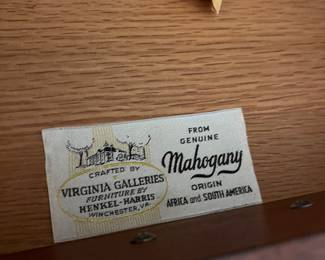 CRAFTED BY
VIRGINIA GALLERIES
FURNITURE BY
HENKEL-HARRIS
WINCHESTER, VA.
FROM
GENUINE
Mahogany
ORIGIN
AFRICA and SOUTH AMERICA